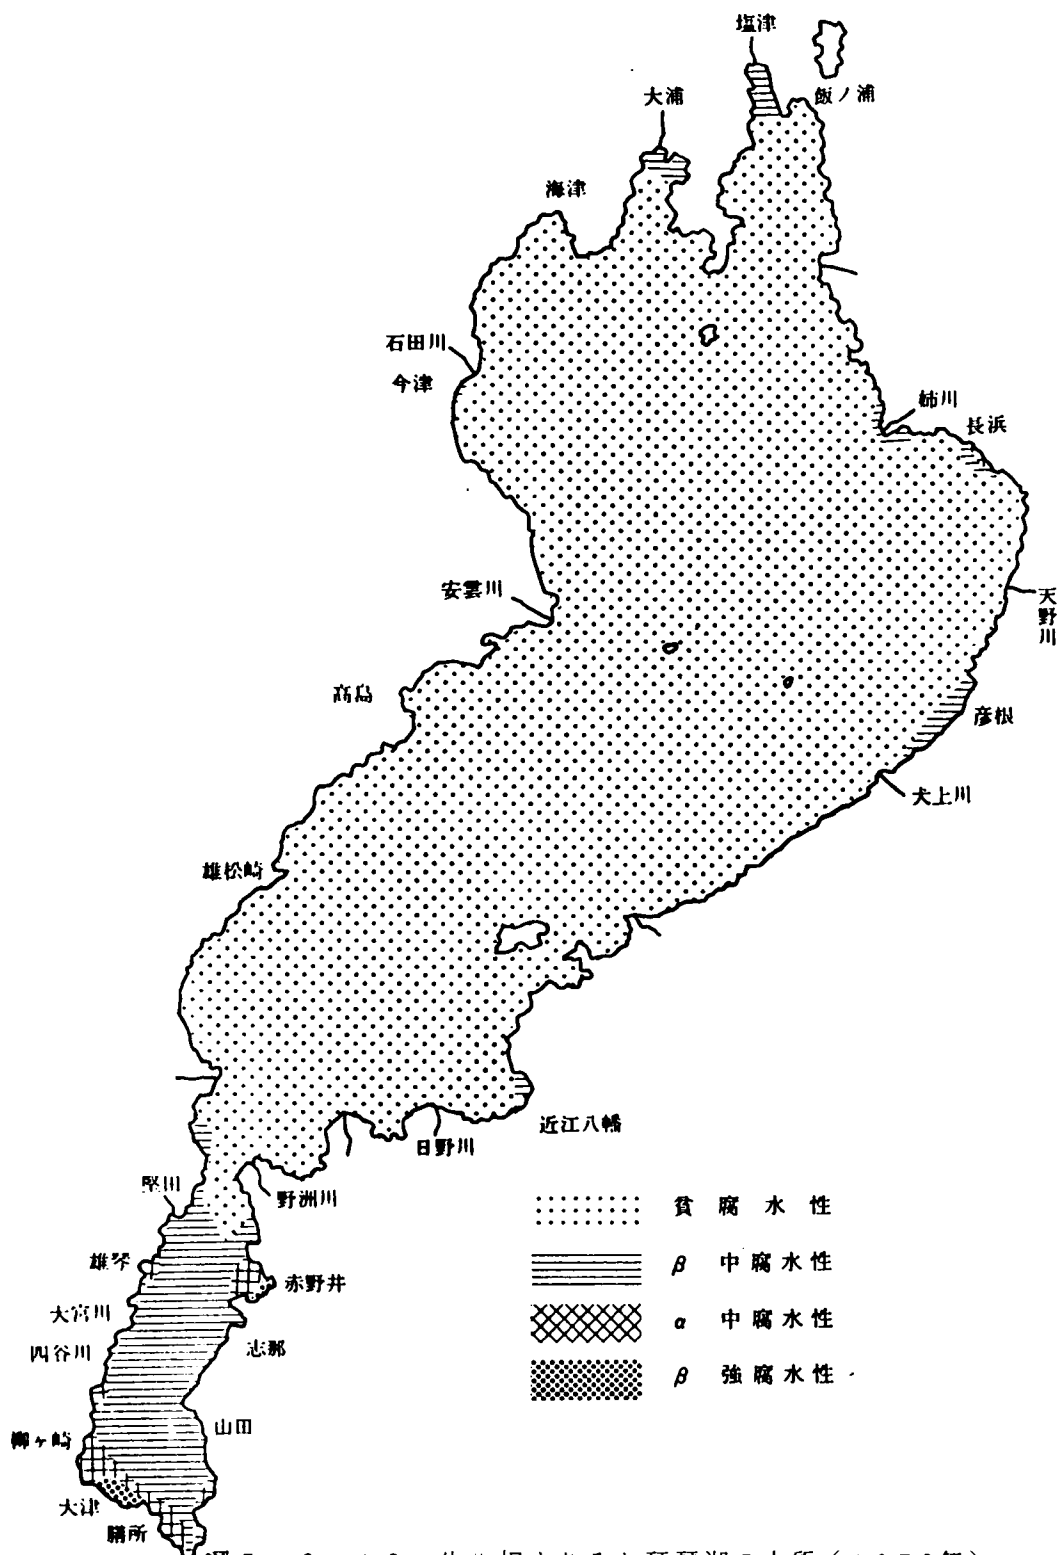 塩津
飯ノ浦
大浦
海津
石田川
今津
姉川
長浜
安曇川
天野川
高島
彦根
犬上川
雄松崎
近江八幡
日野川
野洲川
堅田
雄琴
赤野井
大宮川
四谷川
志那
山田
柳ヶ崎
大津
膳所
貧腐水性
β 中腐水性
α 中腐水性
β 強腐水性